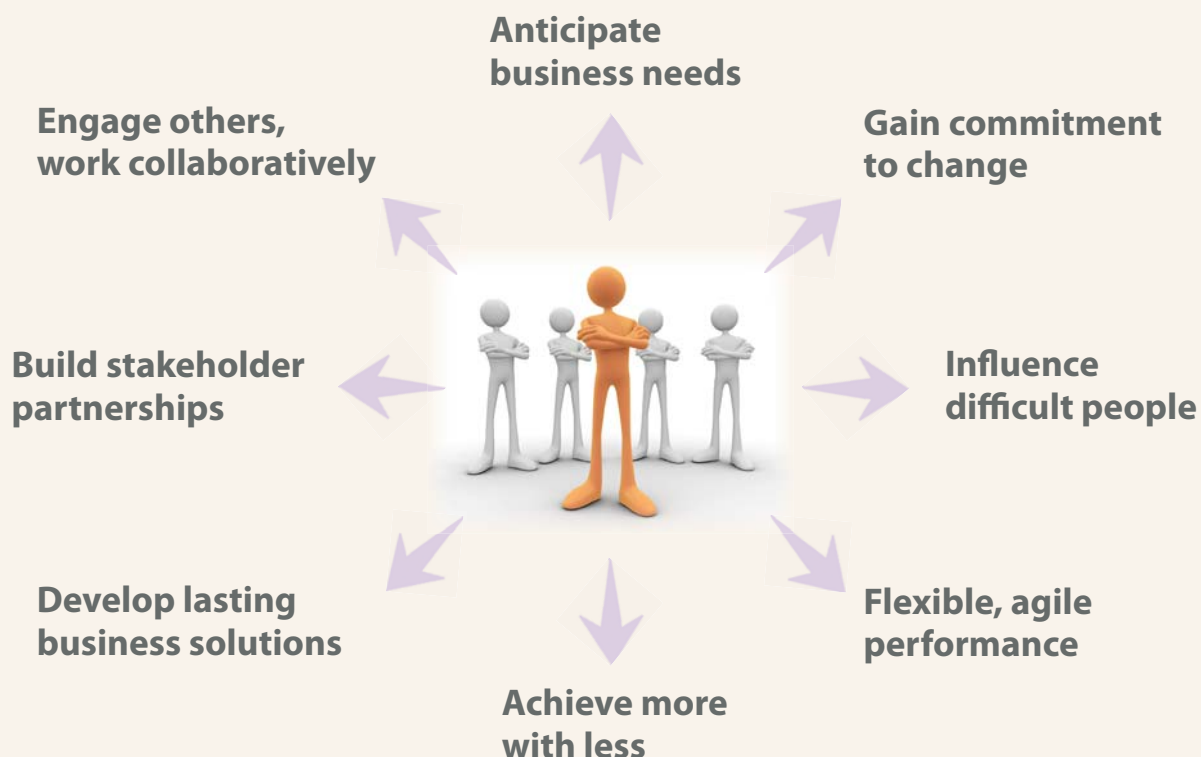 Anticipate
business needs
Engage others,
work collaboratively
Gain commitment
to change
Build stakeholder
partnerships
Influence
difficult people
Develop lasting
business solutions
Flexible, agile
performance
Achieve more
with less